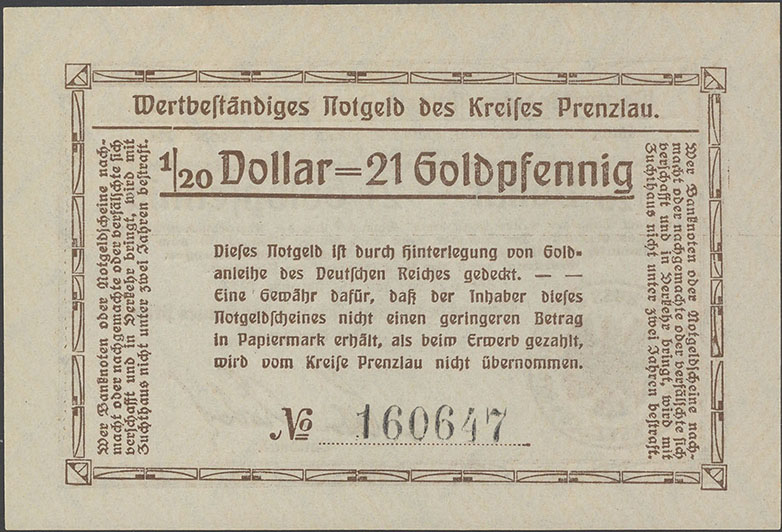 Wertbeständiges Notgeld des Kreises Prenzlau.
1/20 Dollar=21 Goldpfennig
Dieses Notgeld ist durch Hinterlegung von Gold-
anleihe des Deutschen Reiches gedeckt. — —
Eine Gewähr dafür, daß der Inhaber dieses
Notgeldscheines nicht einen geringeren Betrag
in Papiermark erhält, als beim Erwerb gezahlt,
wird vom Kreise Prenzlau nicht übernommen.
№ 160647
Wer Banknoten oder Notgeldscheine nach-
macht oder nachgemachte oder verfälschte sich
verschafft und in Verkehr bringt, wird mit
Zuchthaus nicht unter zwei Jahren bestraft.
Wer Banknoten oder Notgeldscheine nach-
macht oder nachgemachte oder verfälschte sich
verschafft und in Verkehr bringt, wird mit
Zuchthaus nicht unter zwei Jahren bestraft.